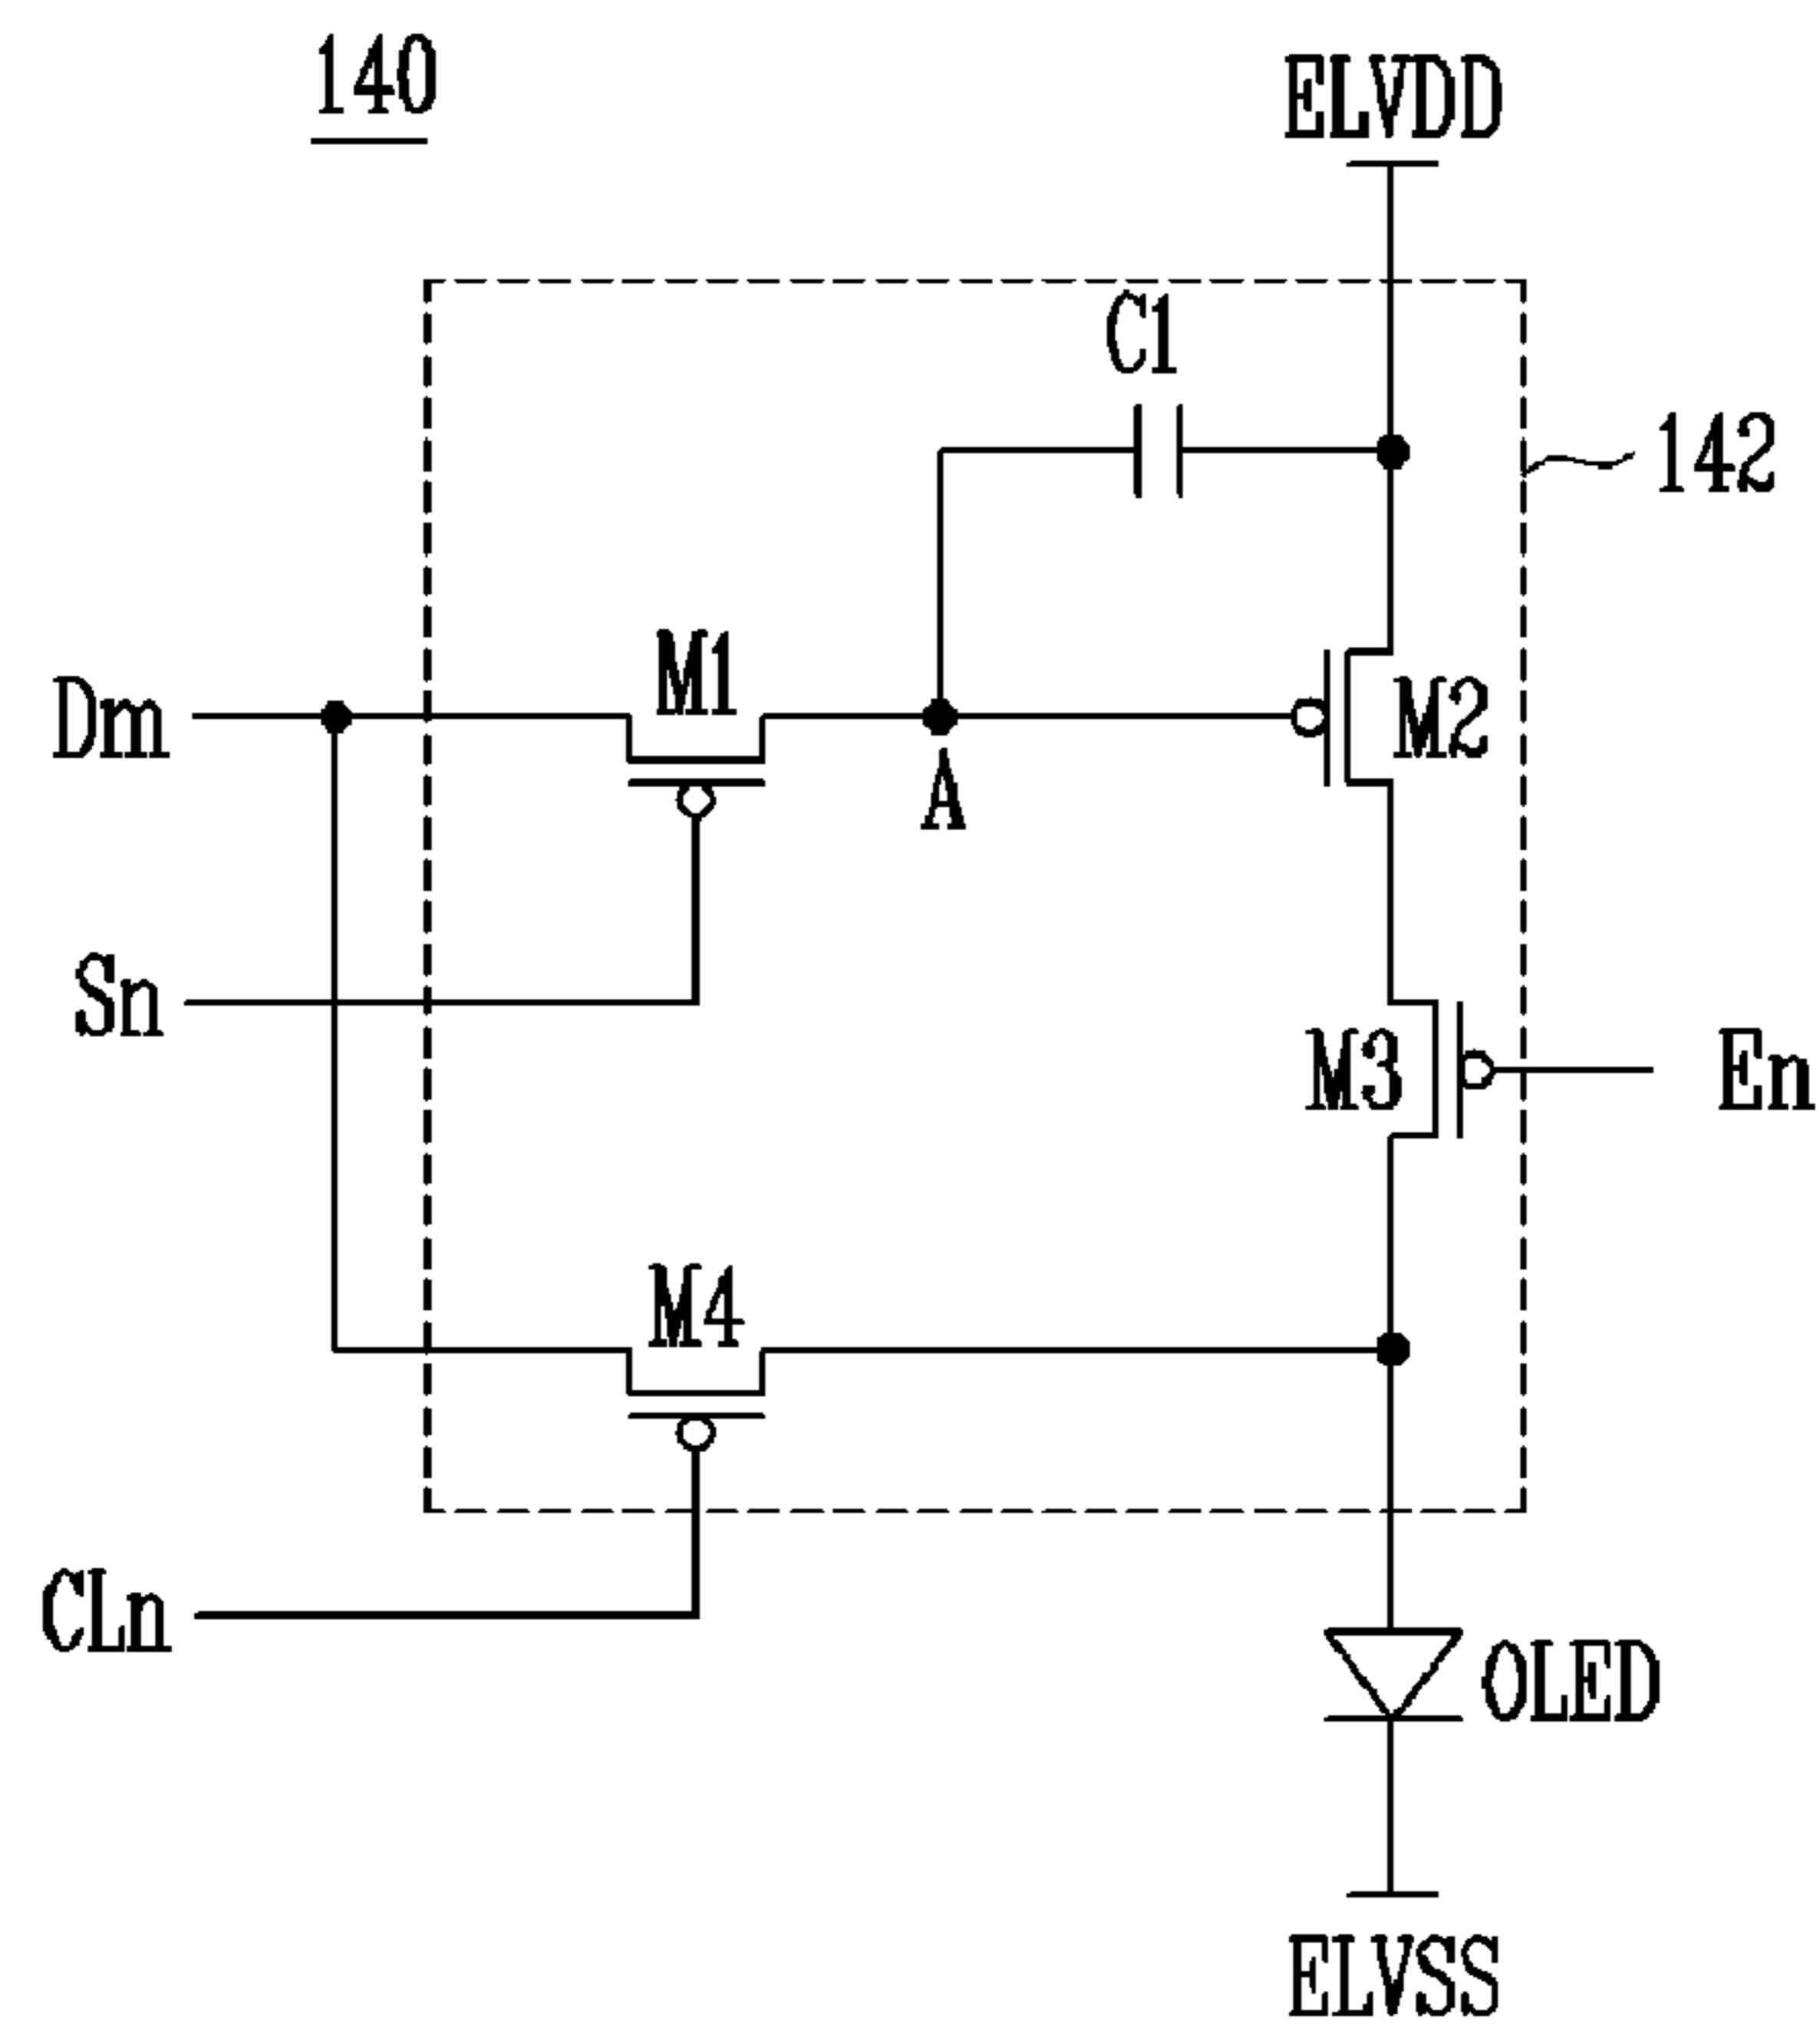 140
ELVDD
C1
142
M1
Dm
M2
A
Sn
M3
En
M4
CLn
OLED
ELVSS